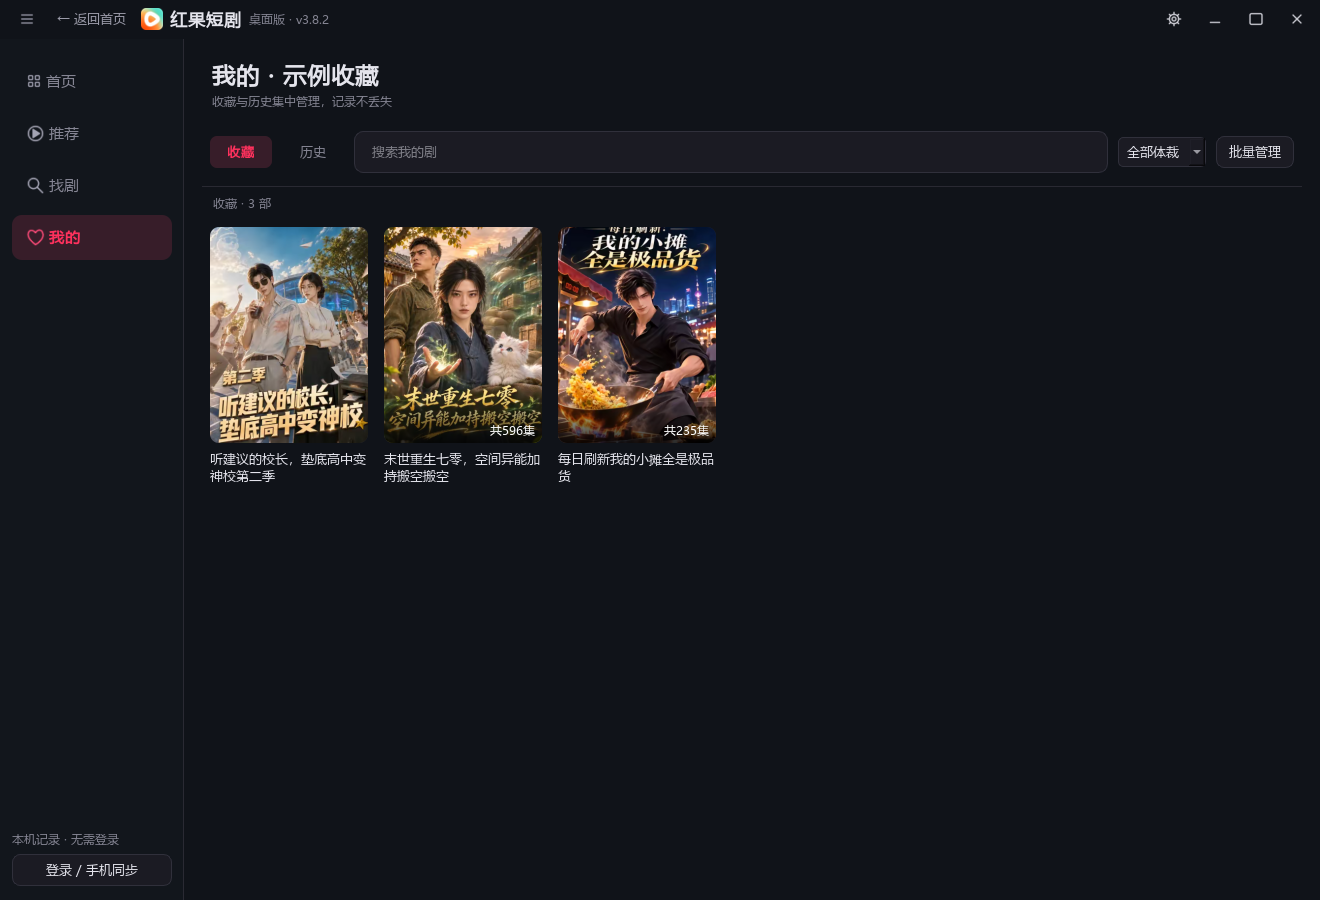 ← 返回首页 红果短剧 桌面版 · v3.8.2
首页
推荐
找剧
我的
我的 · 示例收藏
收藏与历史集中管理，记录不丢失
收藏 历史 搜索我的剧 全部体裁 批量管理
收藏 · 3 部
第二季
听建议的校长，
垫底高中变神校
末世重生七零，
空间异能加持搬空搬空
共596集
每日刷新：
我的小摊
全是极品货
共235集
听建议的校长，垫底高中变
神校第二季
末世重生七零，空间异能加
持搬空搬空
每日刷新我的小摊全是极品
货
本机记录 · 无需登录
登录 / 手机同步